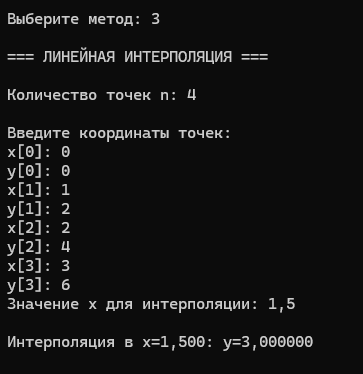 Выберите метод: 3
=== ЛИНЕЙНАЯ ИНТЕРПОЛЯЦИЯ ===
Количество точек n: 4
Введите координаты точек:
x[0]: 0
y[0]: 0
x[1]: 1
y[1]: 2
x[2]: 2
y[2]: 4
x[3]: 3
y[3]: 6
Значение x для интерполяции: 1,5
Интерполяция в x=1,500: y=3,000000